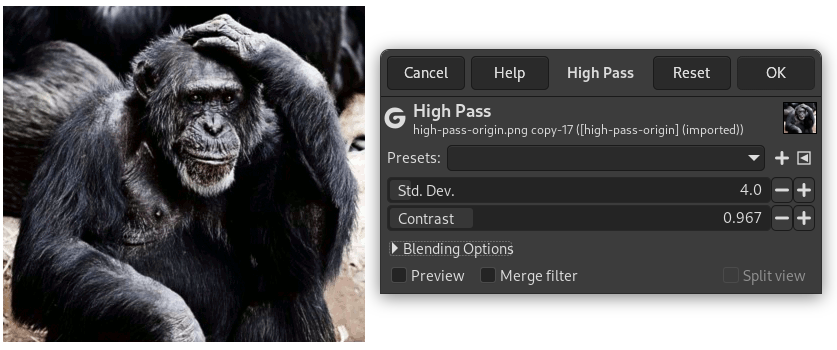 Cancel Help High Pass Reset OK
High Pass
high-pass-origin.png copy-17 ([high-pass-origin] (imported))
Presets:
Std. Dev. 4.0
Contrast 0.967
Blending Options
Preview Merge filter Split view